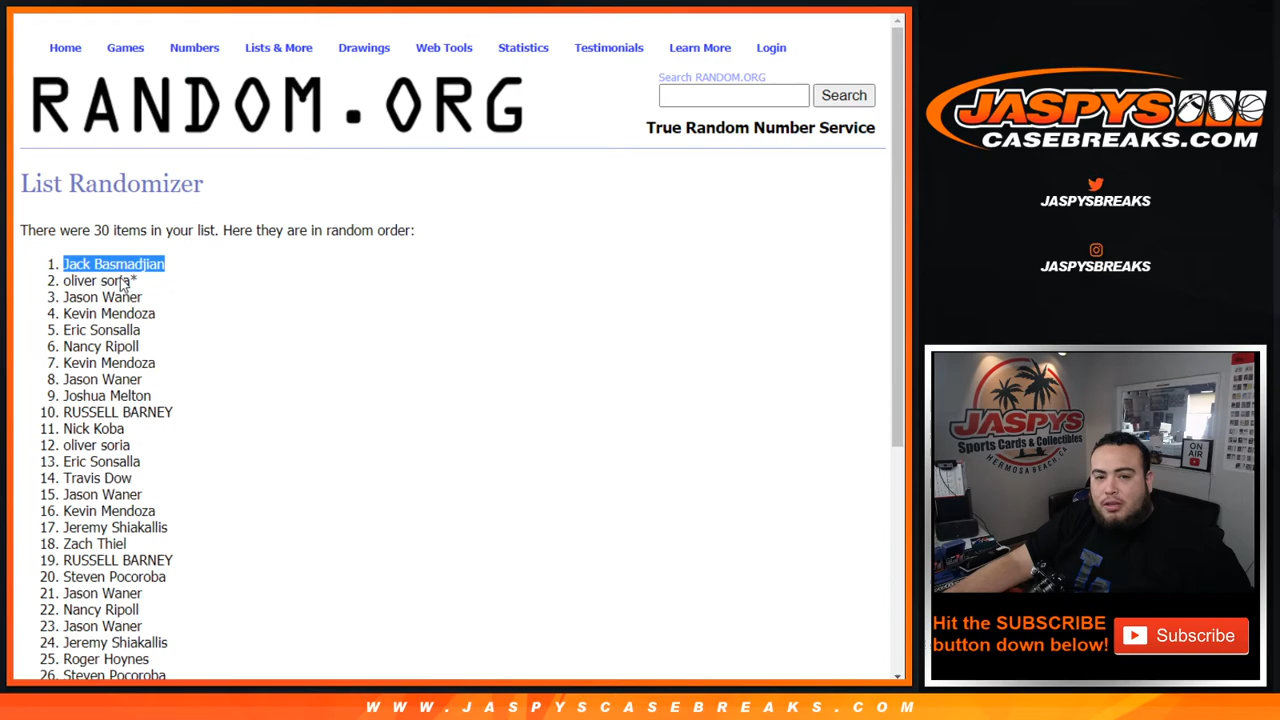 Home Games Numbers Lists & More Drawings Web Tools Statistics Testimonials Learn More Login
RANDOM.ORG
Search RANDOM.ORG
Search
True Random Number Service
List Randomizer
There were 30 items in your list. Here they are in random order:
1. Jack Basmadjian
2. oliver soria*
3. Jason Waner
4. Kevin Mendoza
5. Eric Sonsalla
6. Nancy Ripoll
7. Kevin Mendoza
8. Jason Waner
9. Joshua Melton
10. RUSSELL BARNEY
11. Nick Koba
12. oliver soria
13. Eric Sonsalla
14. Travis Dow
15. Jason Waner
16. Kevin Mendoza
17. Jeremy Shiakallis
18. Zach Thiel
19. RUSSELL BARNEY
20. Steven Pocoroba
21. Jason Waner
22. Nancy Ripoll
23. Jason Waner
24. Jeremy Shiakallis
25. Roger Hoynes
26. Steven Pocoroba
JASPYS
CASEBREAKS.COM
JASPYSBREAKS
JASPYSBREAKS
JASPYS
Sports Cards & Collectibles
HERMOSA BEACH, CA
ON
AIR
LA
Hit the SUBSCRIBE
button down below!
Subscribe
WWW.JASPYSCASEBREAKS.COM